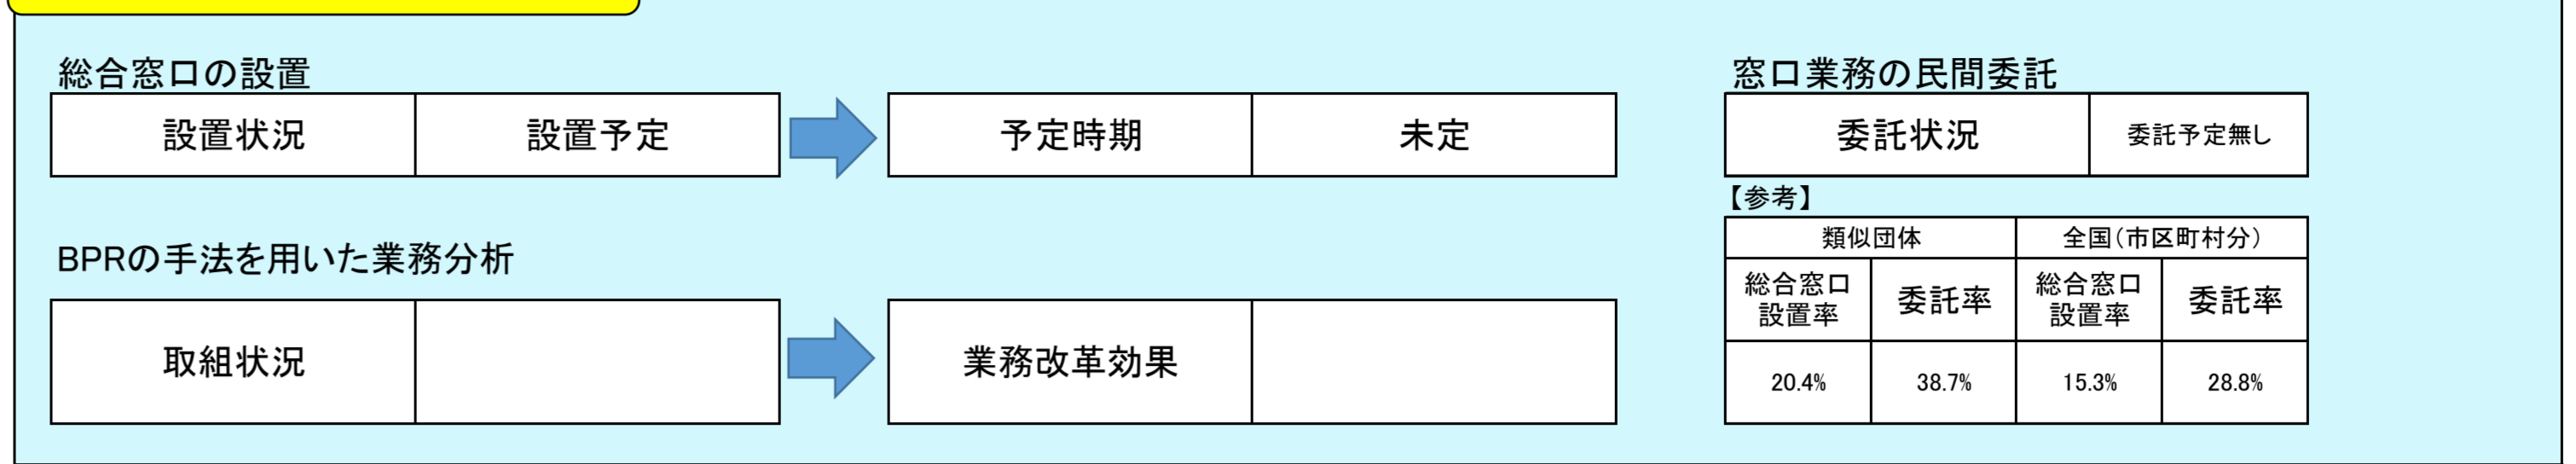 総合窓口の設置
設置状況
設置予定
予定時期
未定
BPRの手法を用いた業務分析
取組状況
業務改革効果
窓口業務の民間委託
委託状況
委託予定無し
【参考】
類似団体
全国(市区町村分)
総合窓口
設置率
委託率
総合窓口
設置率
委託率
20.4%
38.7%
15.3%
28.8%